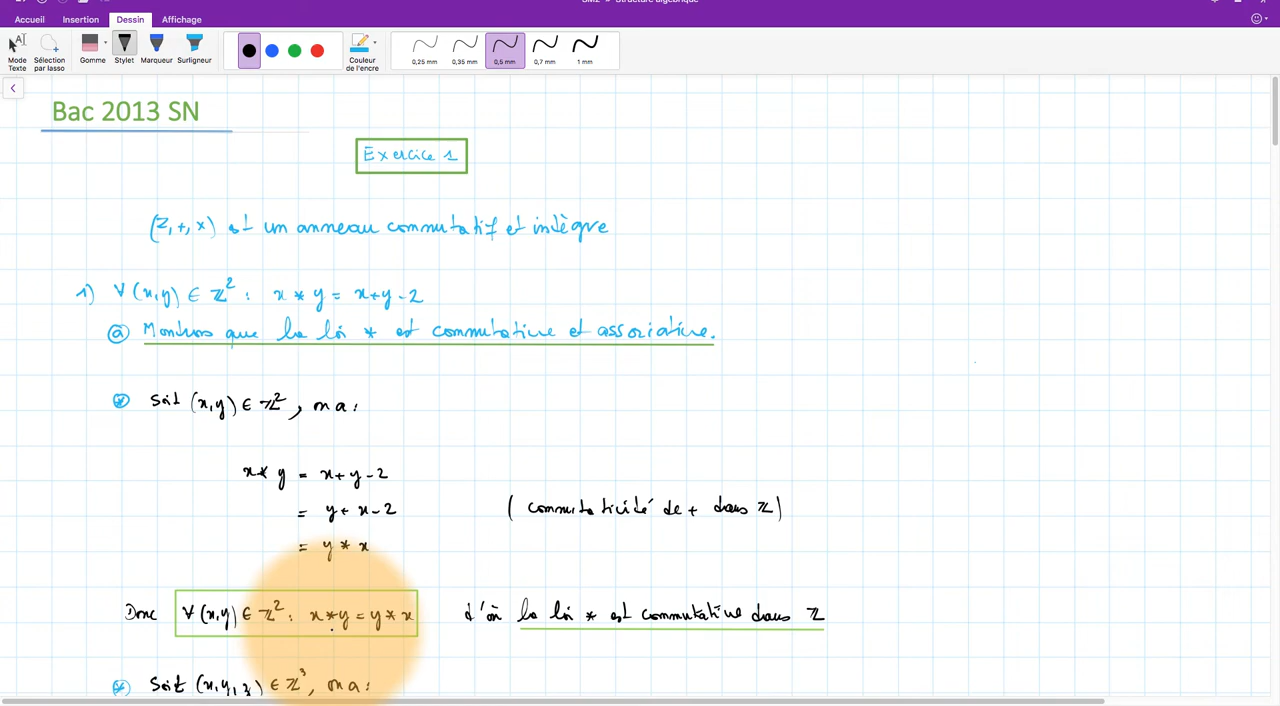 SM2 * Structure algébrique
Accueil Insertion Dessin Affichage
Mode Texte
Sélection par lasso
Gomme
Stylet
Marqueur
Surligneur
Couleur de l'encre
0,25 mm 0,35 mm 0,5 mm 0,7 mm 1 mm
Bac 2013 SN
Exercice 1
(Z,+,×) est un anneau commutatif et intègre
1) ∀(x,y) ∈ ℤ²: x * y = x+y-2
ⓐ Montrons que la loi * est commutative et associative.
Soit (x,y) ∈ ℤ², on a:
x * y = x+y-2
= y+x-2 (commutativité de + dans ℤ)
= y * x
Donc ∀(x,y) ∈ ℤ²: x*y = y*x d'où la loi * est commutative dans ℤ
Soit (x,y,z) ∈ ℤ³, on a: